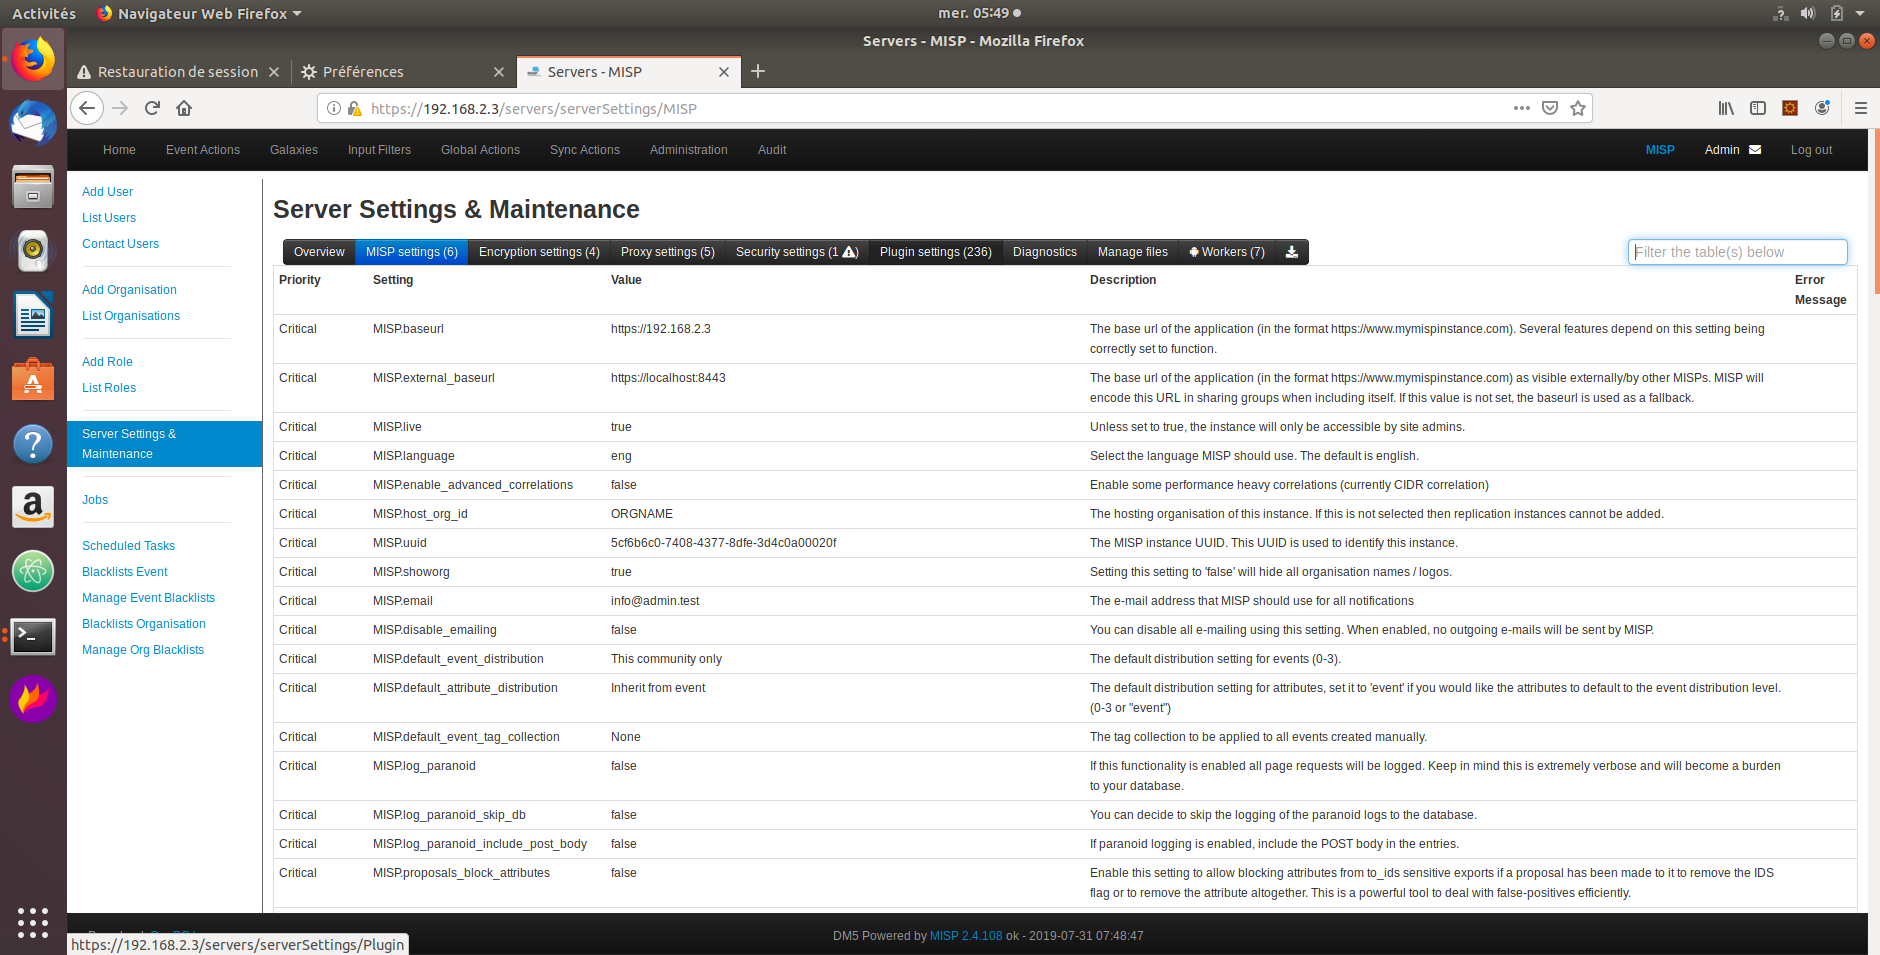 Activités Navigateur Web Firefox mer. 05:49
Servers - MISP - Mozilla Firefox
Restauration de session Préférences Servers - MISP
https://192.168.2.3/servers/serverSettings/MISP
Home Event Actions Galaxies Input Filters Global Actions Sync Actions Administration Audit MISP Admin Log out
Add User
List Users
Contact Users
Add Organisation
List Organisations
Add Role
List Roles
Server Settings &
Maintenance
Jobs
Scheduled Tasks
Blacklists Event
Manage Event Blacklists
Blacklists Organisation
Manage Org Blacklists
Server Settings & Maintenance
Overview MISP settings (6) Encryption settings (4) Proxy settings (5) Security settings (1 ) Plugin settings (236) Diagnostics Manage files Workers (7) Filter the table(s) below
Priority Setting Value Description Error
Message
Critical MISP.baseurl https://192.168.2.3 The base url of the application (in the format https://www.mymispinstance.com). Several features depend on this setting being
correctly set to function.
Critical MISP.external_baseurl https://localhost:8443 The base url of the application (in the format https://www.mymispinstance.com) as visible externally/by other MISPs. MISP will
encode this URL in sharing groups when including itself. If this value is not set, the baseurl is used as a fallback.
Critical MISP.live true Unless set to true, the instance will only be accessible by site admins.
Critical MISP.language eng Select the language MISP should use. The default is english.
Critical MISP.enable_advanced_correlations false Enable some performance heavy correlations (currently CIDR correlation)
Critical MISP.host_org_id ORGNAME The hosting organisation of this instance. If this is not selected then replication instances cannot be added.
Critical MISP.uuid 5cf6b6c0-7408-4377-8dfe-3d4c0a00020f The MISP instance UUID. This UUID is used to identify this instance.
Critical MISP.showorg true Setting this setting to 'false' will hide all organisation names / logos.
Critical MISP.email info@admin.test The e-mail address that MISP should use for all notifications
Critical MISP.disable_emailing false You can disable all e-mailing using this setting. When enabled, no outgoing e-mails will be sent by MISP.
Critical MISP.default_event_distribution This community only The default distribution setting for events (0-3).
Critical MISP.default_attribute_distribution Inherit from event The default distribution setting for attributes, set it to 'event' if you would like the attributes to default to the event distribution level.
(0-3 or "event")
Critical MISP.default_event_tag_collection None The tag collection to be applied to all events created manually.
Critical MISP.log_paranoid false If this functionality is enabled all page requests will be logged. Keep in mind this is extremely verbose and will become a burden
to your database.
Critical MISP.log_paranoid_skip_db false You can decide to skip the logging of the paranoid logs to the database.
Critical MISP.log_paranoid_include_post_body false If paranoid logging is enabled, include the POST body in the entries.
Critical MISP.proposals_block_attributes false Enable this setting to allow blocking attributes from to_ids sensitive exports if a proposal has been made to it to remove the IDS
flag or to remove the attribute altogether. This is a powerful tool to deal with false-positives efficiently.
DM5 Powered by MISP 2.4.108 ok - 2019-07-31 07:48:47
https://192.168.2.3/servers/serverSettings/Plugin